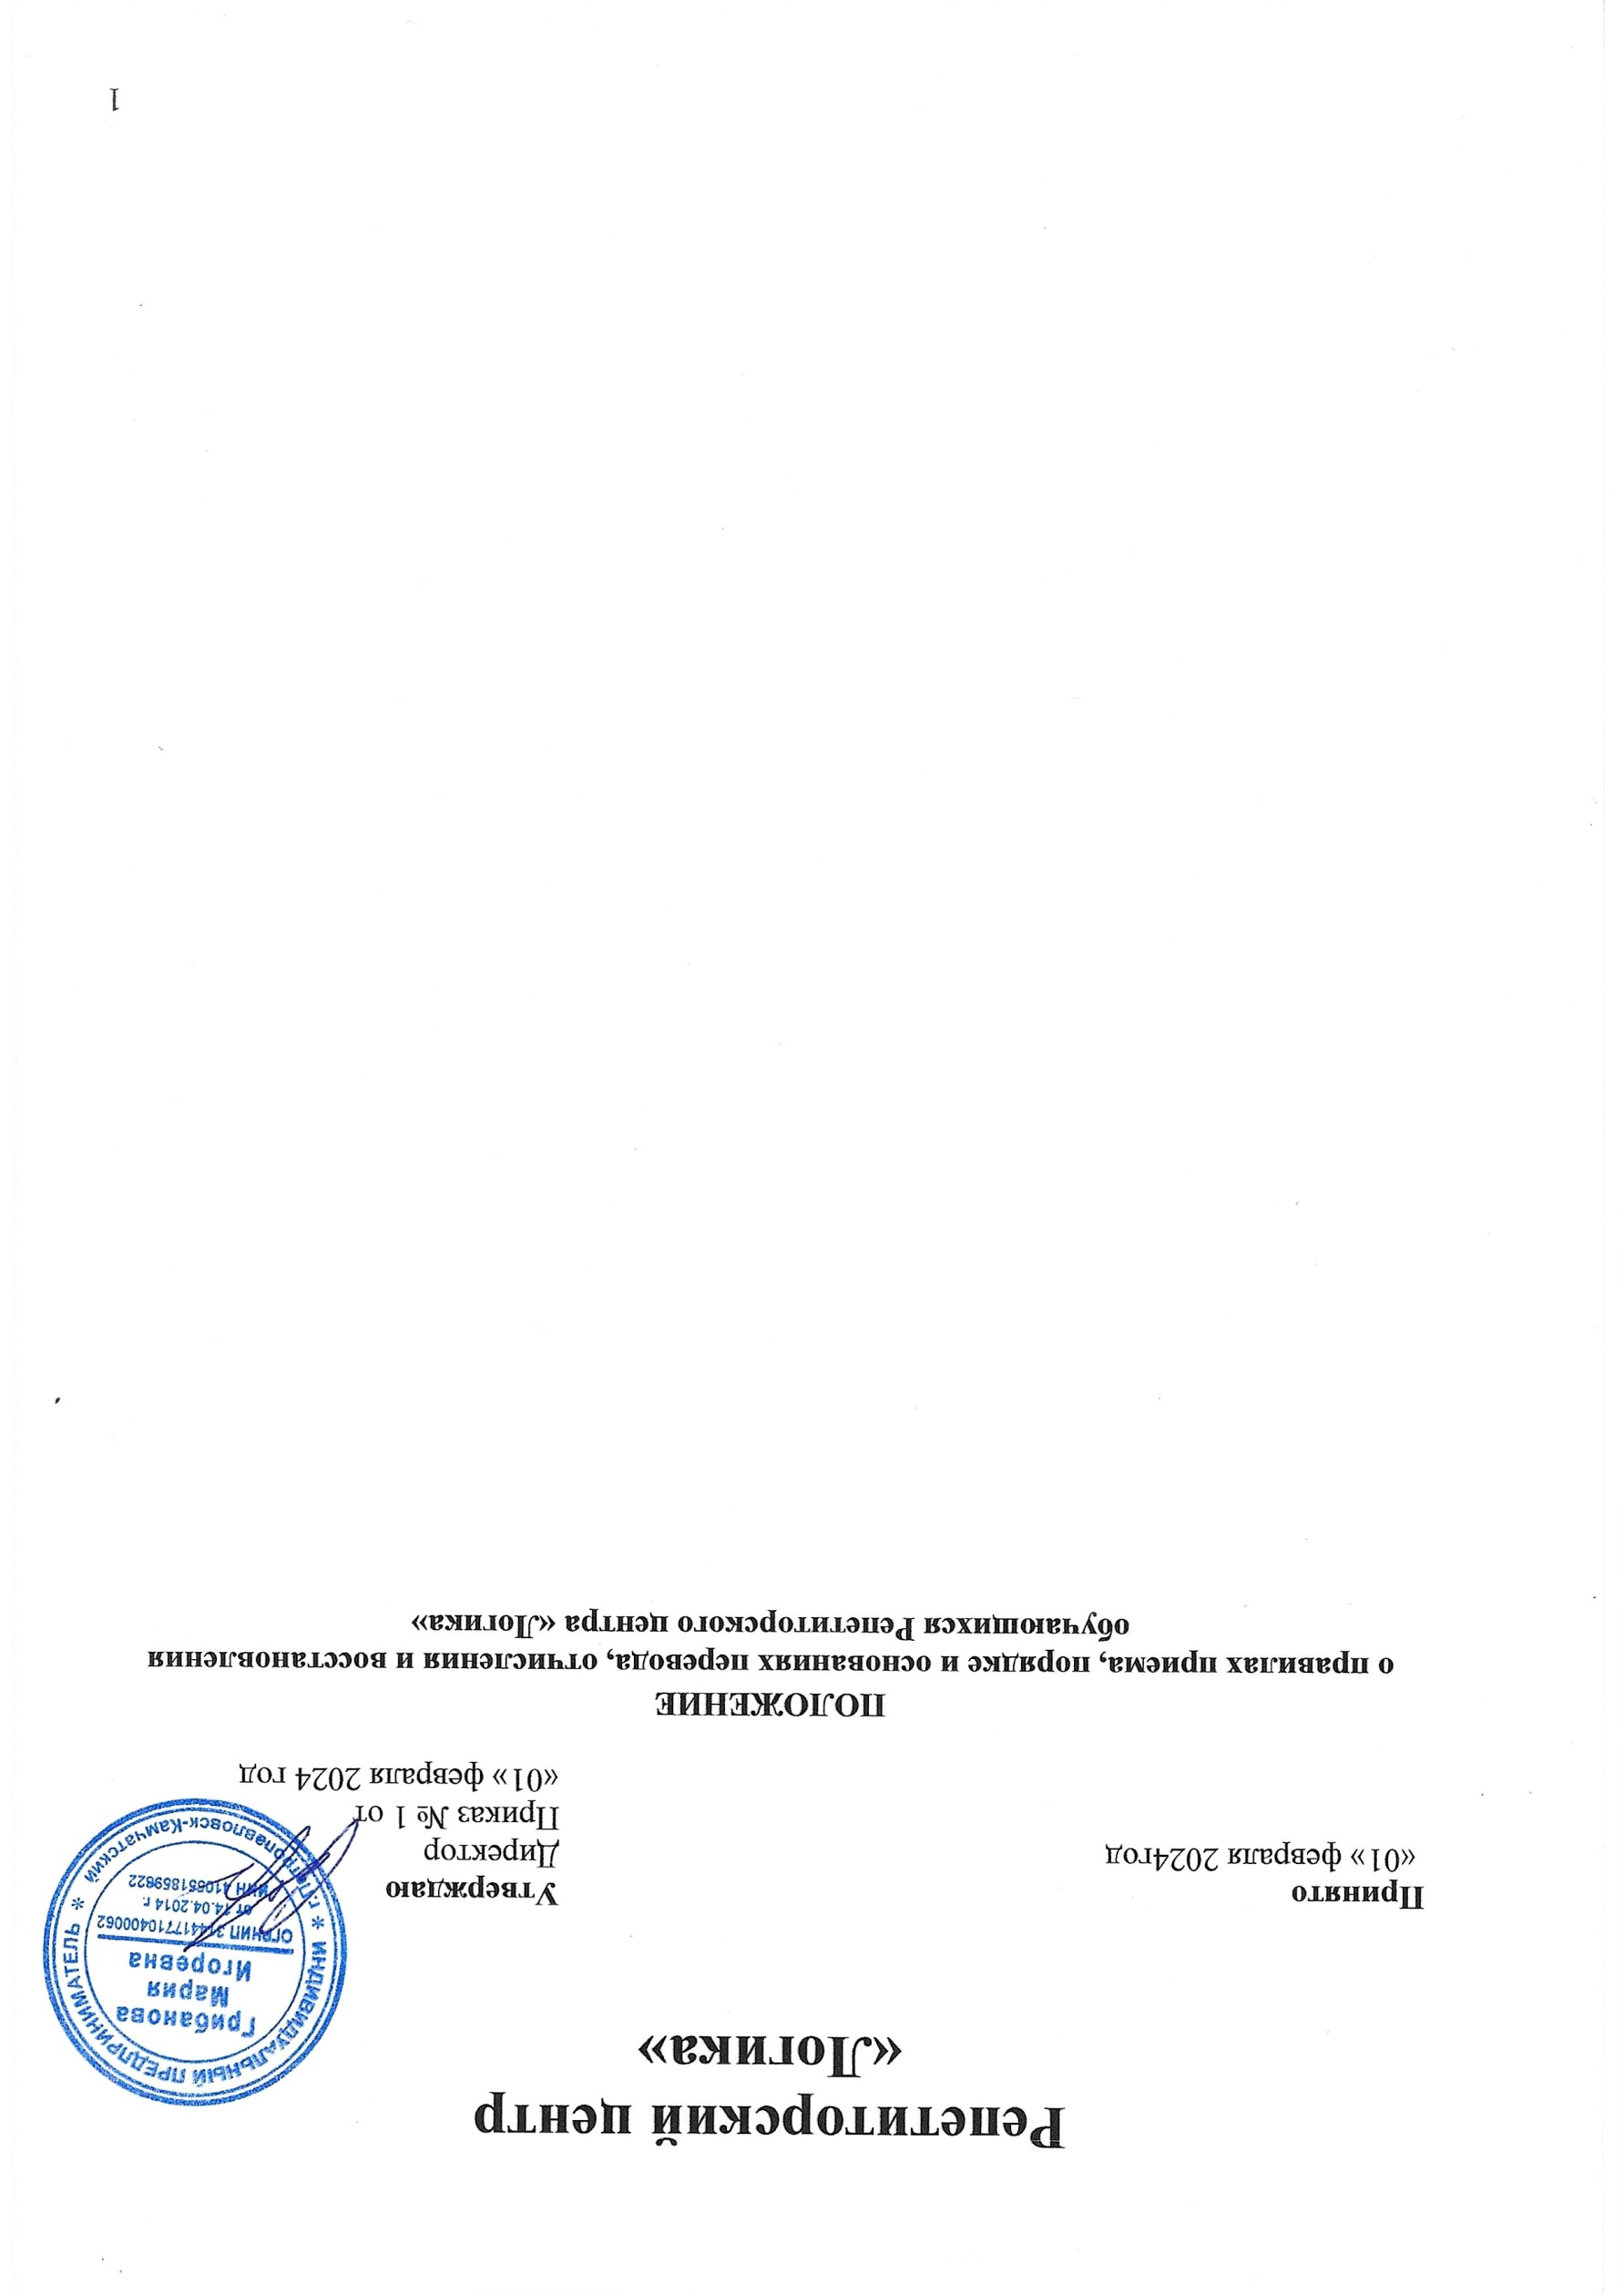 Репетиторский центр
«Логика»
Принято
«01» февраля 2024год
Утверждаю
Директор
Приказ № 1 от
«01» февраля 2024 год
ИНДИВИДУАЛЬНЫЙ ПРЕДПРИНИМАТЕЛЬ
Грибанова
Мария
Игоревна
ОГРНИП 314417710400062
от 14.04.2014 г.
ИНН 410551859822
г. Петропавловск-Камчатский
ПОЛОЖЕНИЕ
о правилах приема, порядке и основаниях перевода, отчисления и восстановления
обучающихся Репетиторского центра «Логика»
1